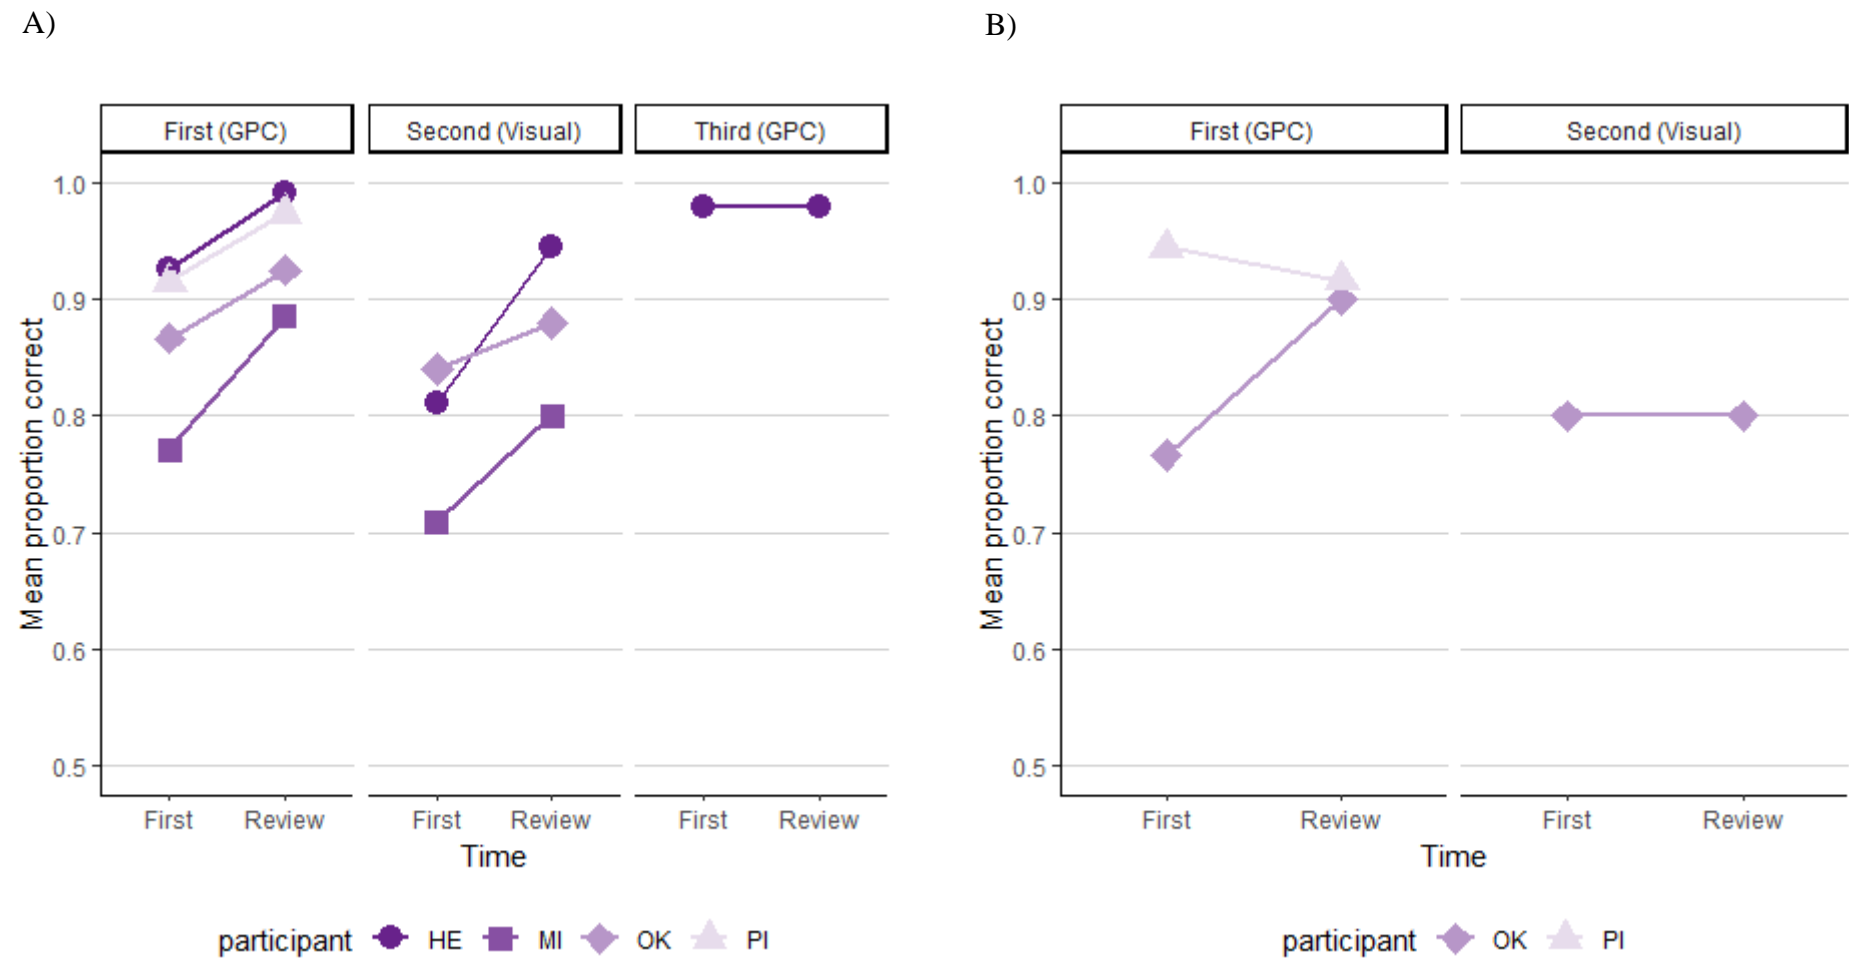 A)
B)
First (GPC)
Second (Visual)
Third (GPC)
First (GPC)
Second (Visual)
Mean proportion correct
1.0
0.9
0.8
0.7
0.6
0.5
First
Review
First
Review
First
Review
Time
participant HE MI OK PI
Mean proportion correct
1.0
0.9
0.8
0.7
0.6
0.5
First
Review
First
Review
Time
participant OK PI